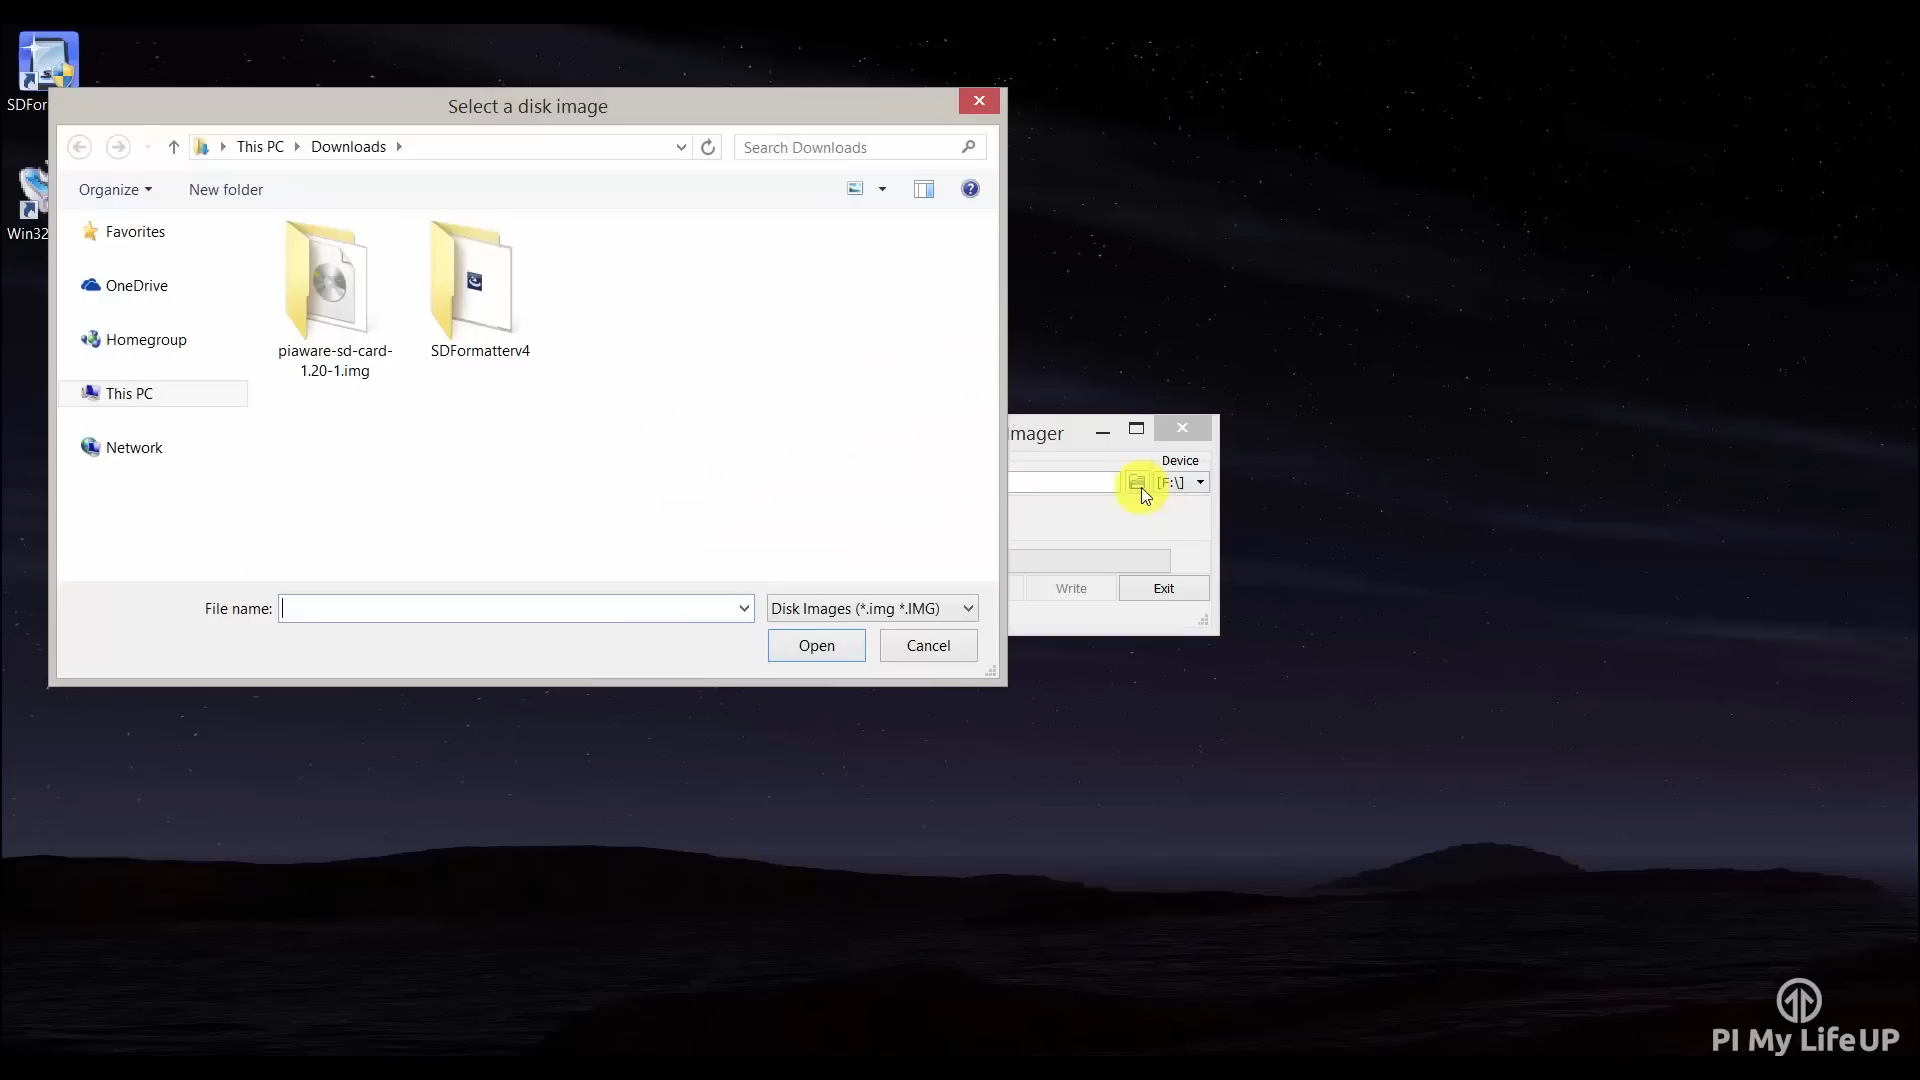 SDFor
Win32
Select a disk image
This PC
Downloads
Search Downloads
Organize
New folder
Favorites
OneDrive
Homegroup
This PC
Network
piaware-sd-card-
1.20-1.img
SDFormatterv4
File name:
Disk Images (*.img *.IMG)
Open
Cancel
mager
Device
[F:\]
Write
Exit
PI My LifeUP